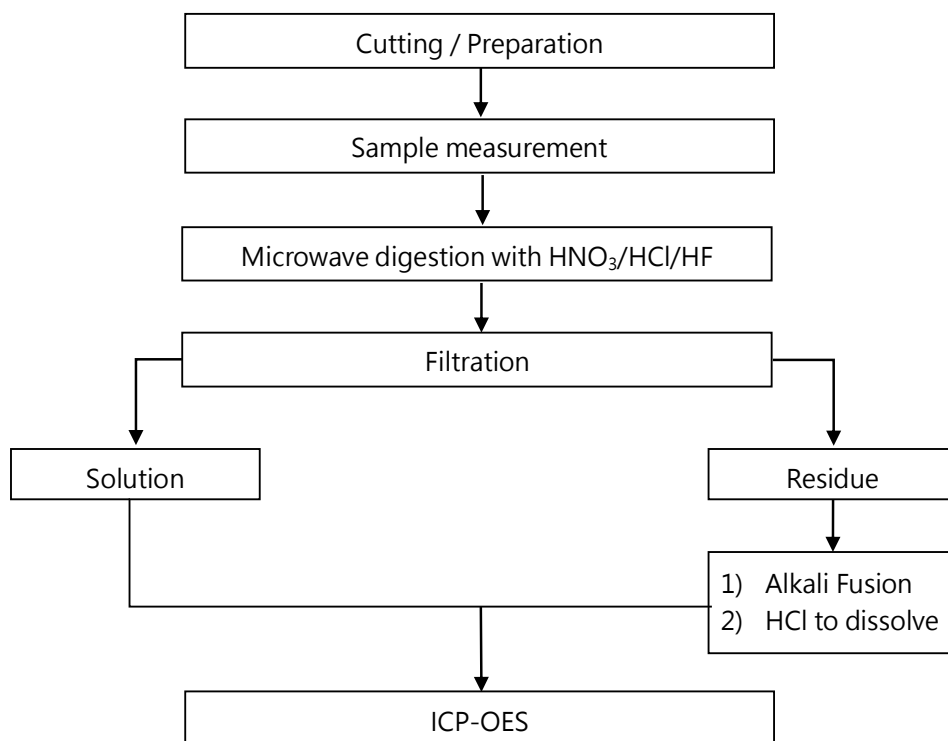 Cutting / Preparation
Sample measurement
Microwave digestion with HNO₃/HCl/HF
Filtration
Solution
Residue
1) Alkali Fusion
2) HCl to dissolve
ICP-OES